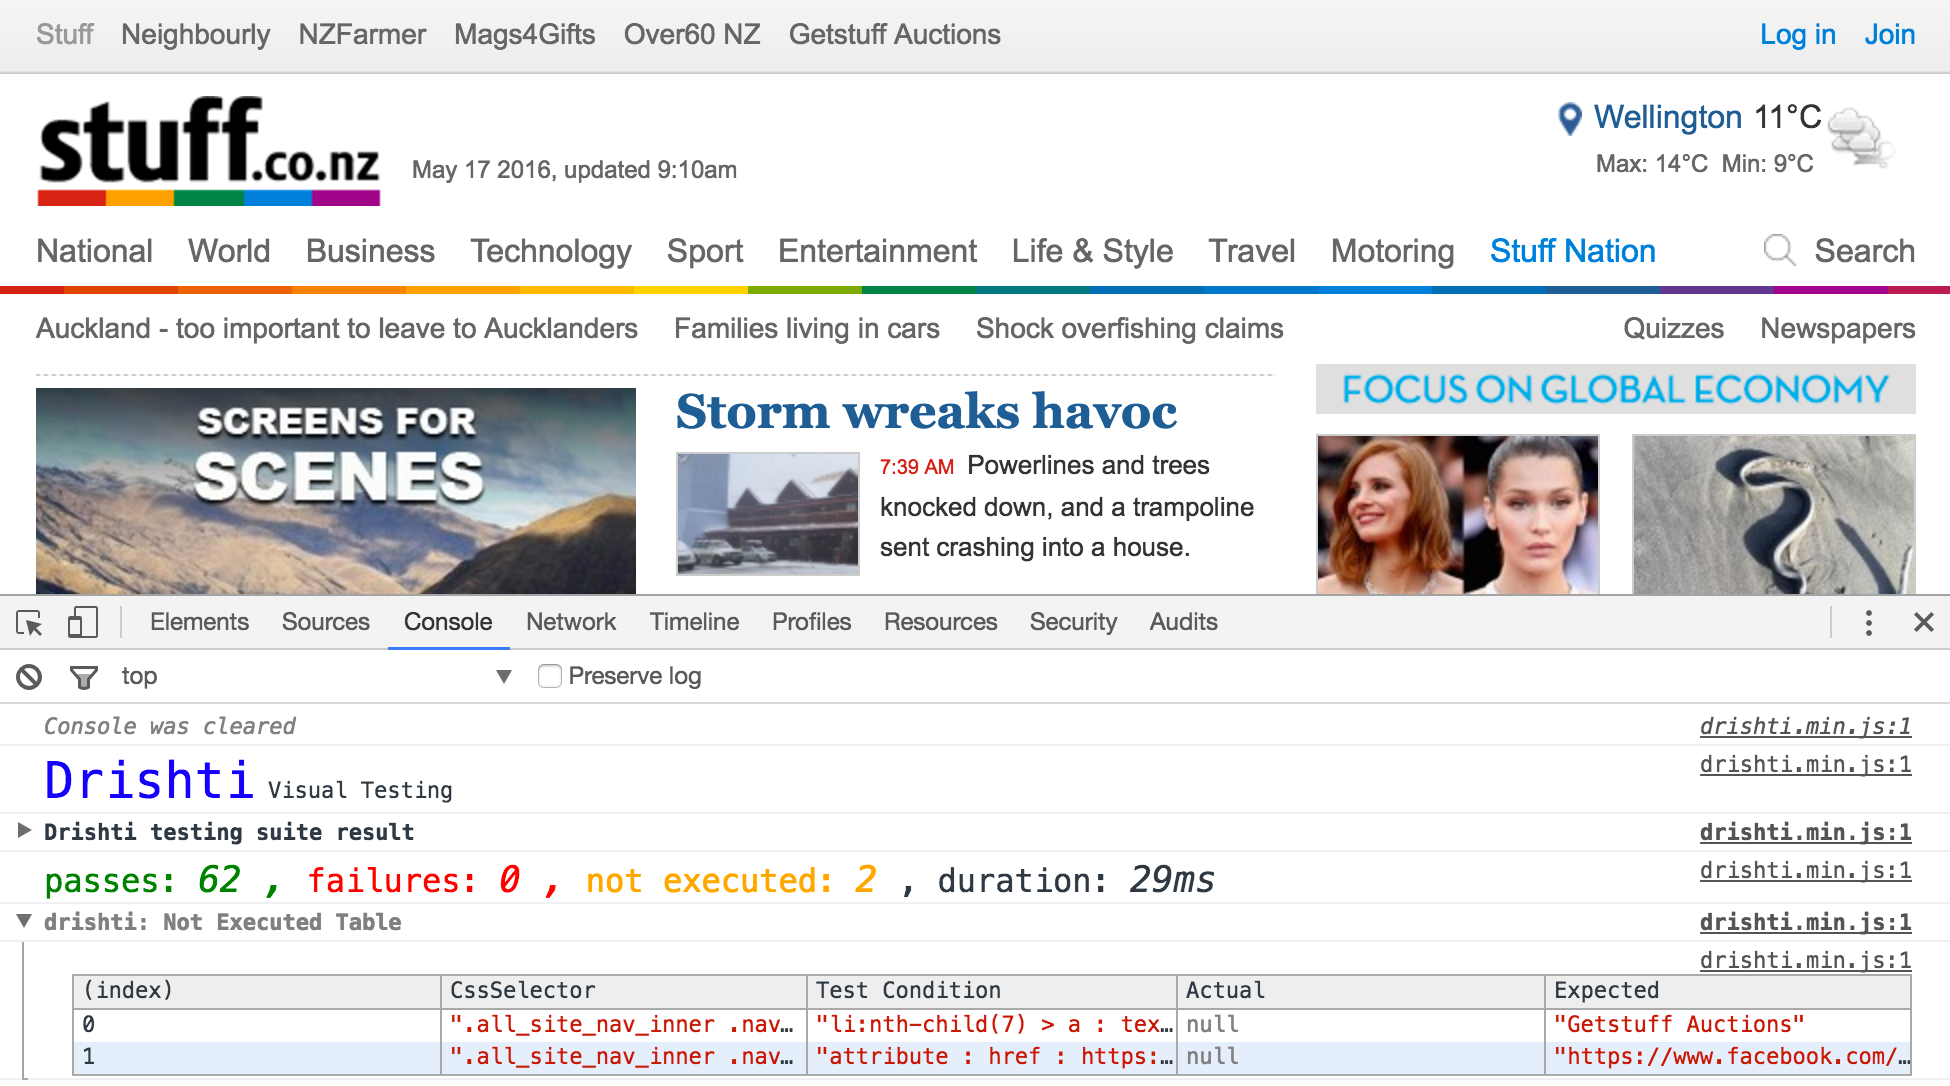 Stuff Neighbourly NZFarmer Mags4Gifts Over60 NZ Getstuff Auctions Log in Join
stuff.co.nz May 17 2016, updated 9:10am
Wellington 11°C
Max: 14°C Min: 9°C
National World Business Technology Sport Entertainment Life & Style Travel Motoring Stuff Nation Search
Auckland - too important to leave to Aucklanders Families living in cars Shock overfishing claims Quizzes Newspapers
SCREENS FOR
SCENES
Storm wreaks havoc
7:39 AM Powerlines and trees
knocked down, and a trampoline
sent crashing into a house.
FOCUS ON GLOBAL ECONOMY
Elements Sources Console Network Timeline Profiles Resources Security Audits
top Preserve log
Console was cleared drishti.min.js:1
Drishti Visual Testing drishti.min.js:1
Drishti testing suite result drishti.min.js:1
passes: 62 , failures: 0 , not executed: 2 , duration: 29ms drishti.min.js:1
drishti: Not Executed Table drishti.min.js:1
drishti.min.js:1
(index) CssSelector Test Condition Actual Expected
0 ".all_site_nav_inner .nav… "li:nth-child(7) > a : tex… null "Getstuff Auctions"
1 ".all_site_nav_inner .nav… "attribute : href : https:… null "https://www.facebook.com/…